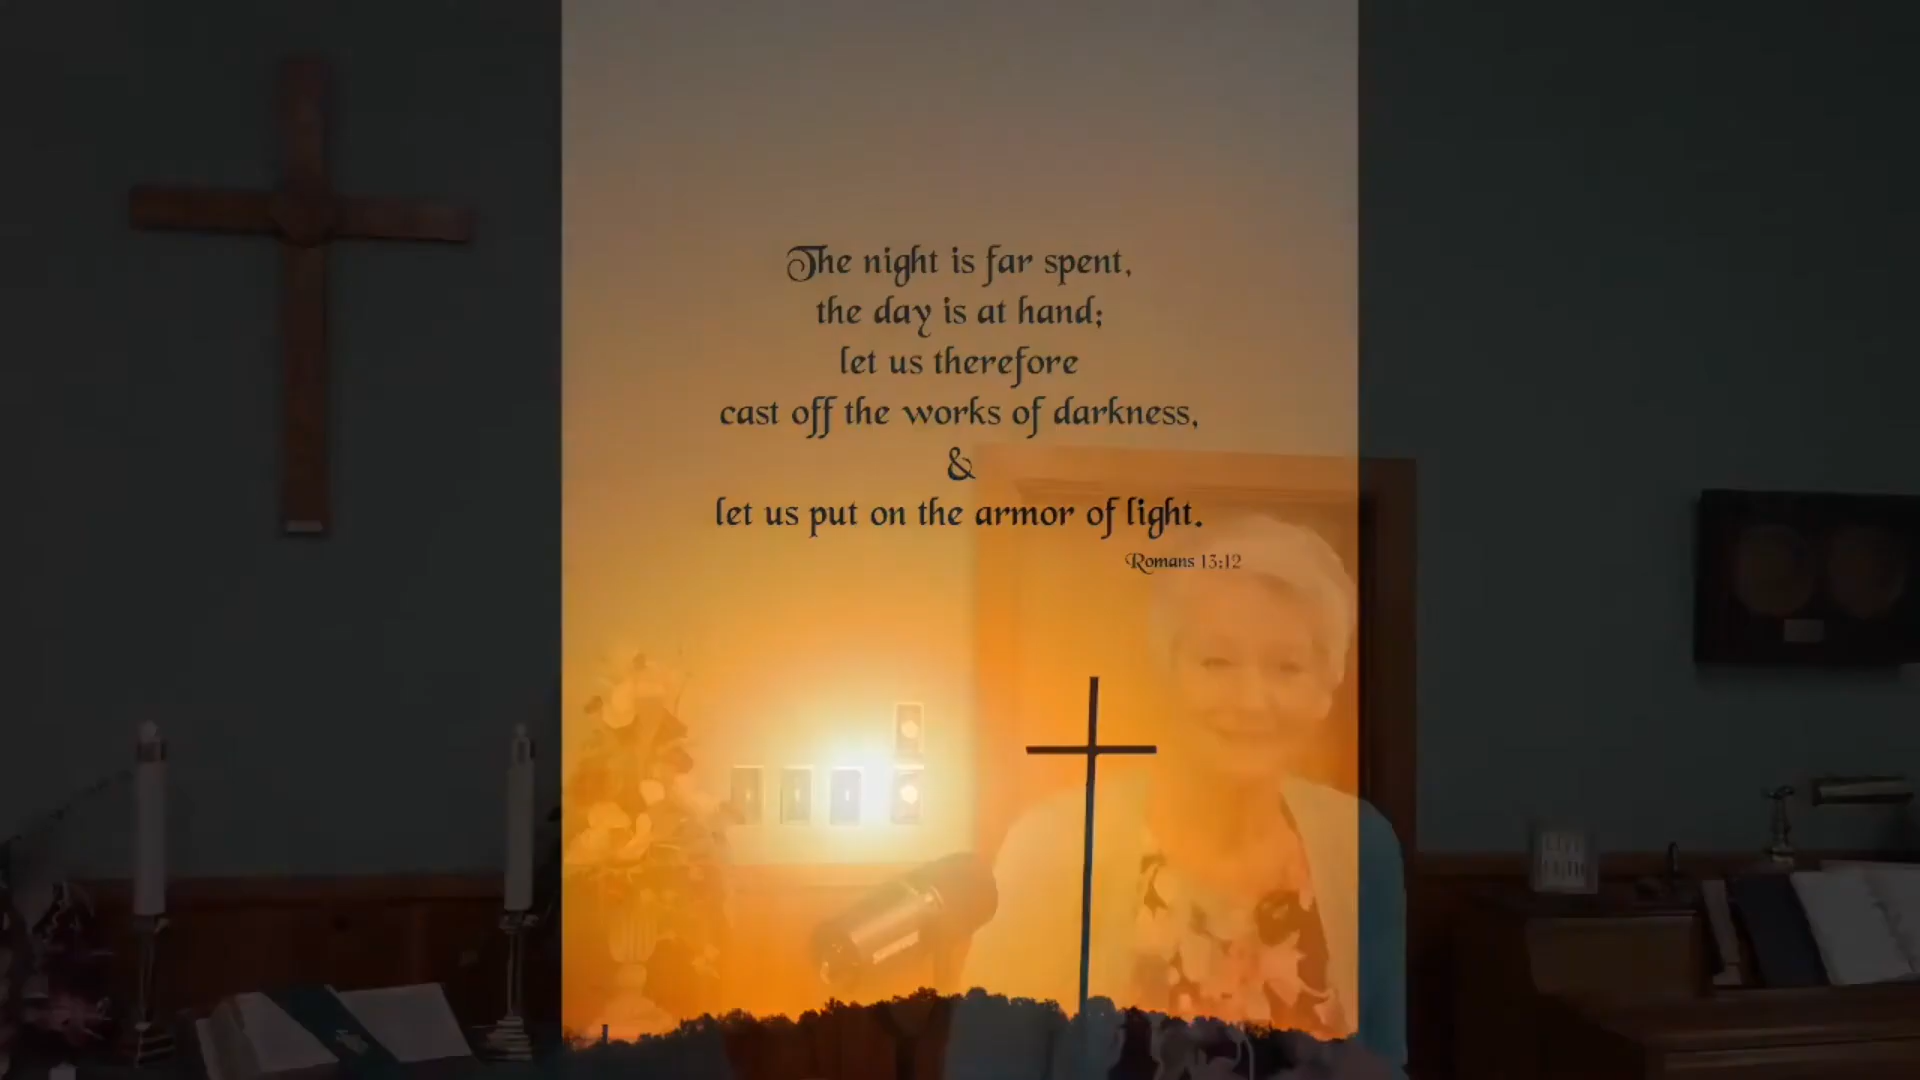 The night is far spent,
the day is at hand;
let us therefore
cast off the works of darkness,
&
let us put on the armor of light.
Romans 13:12